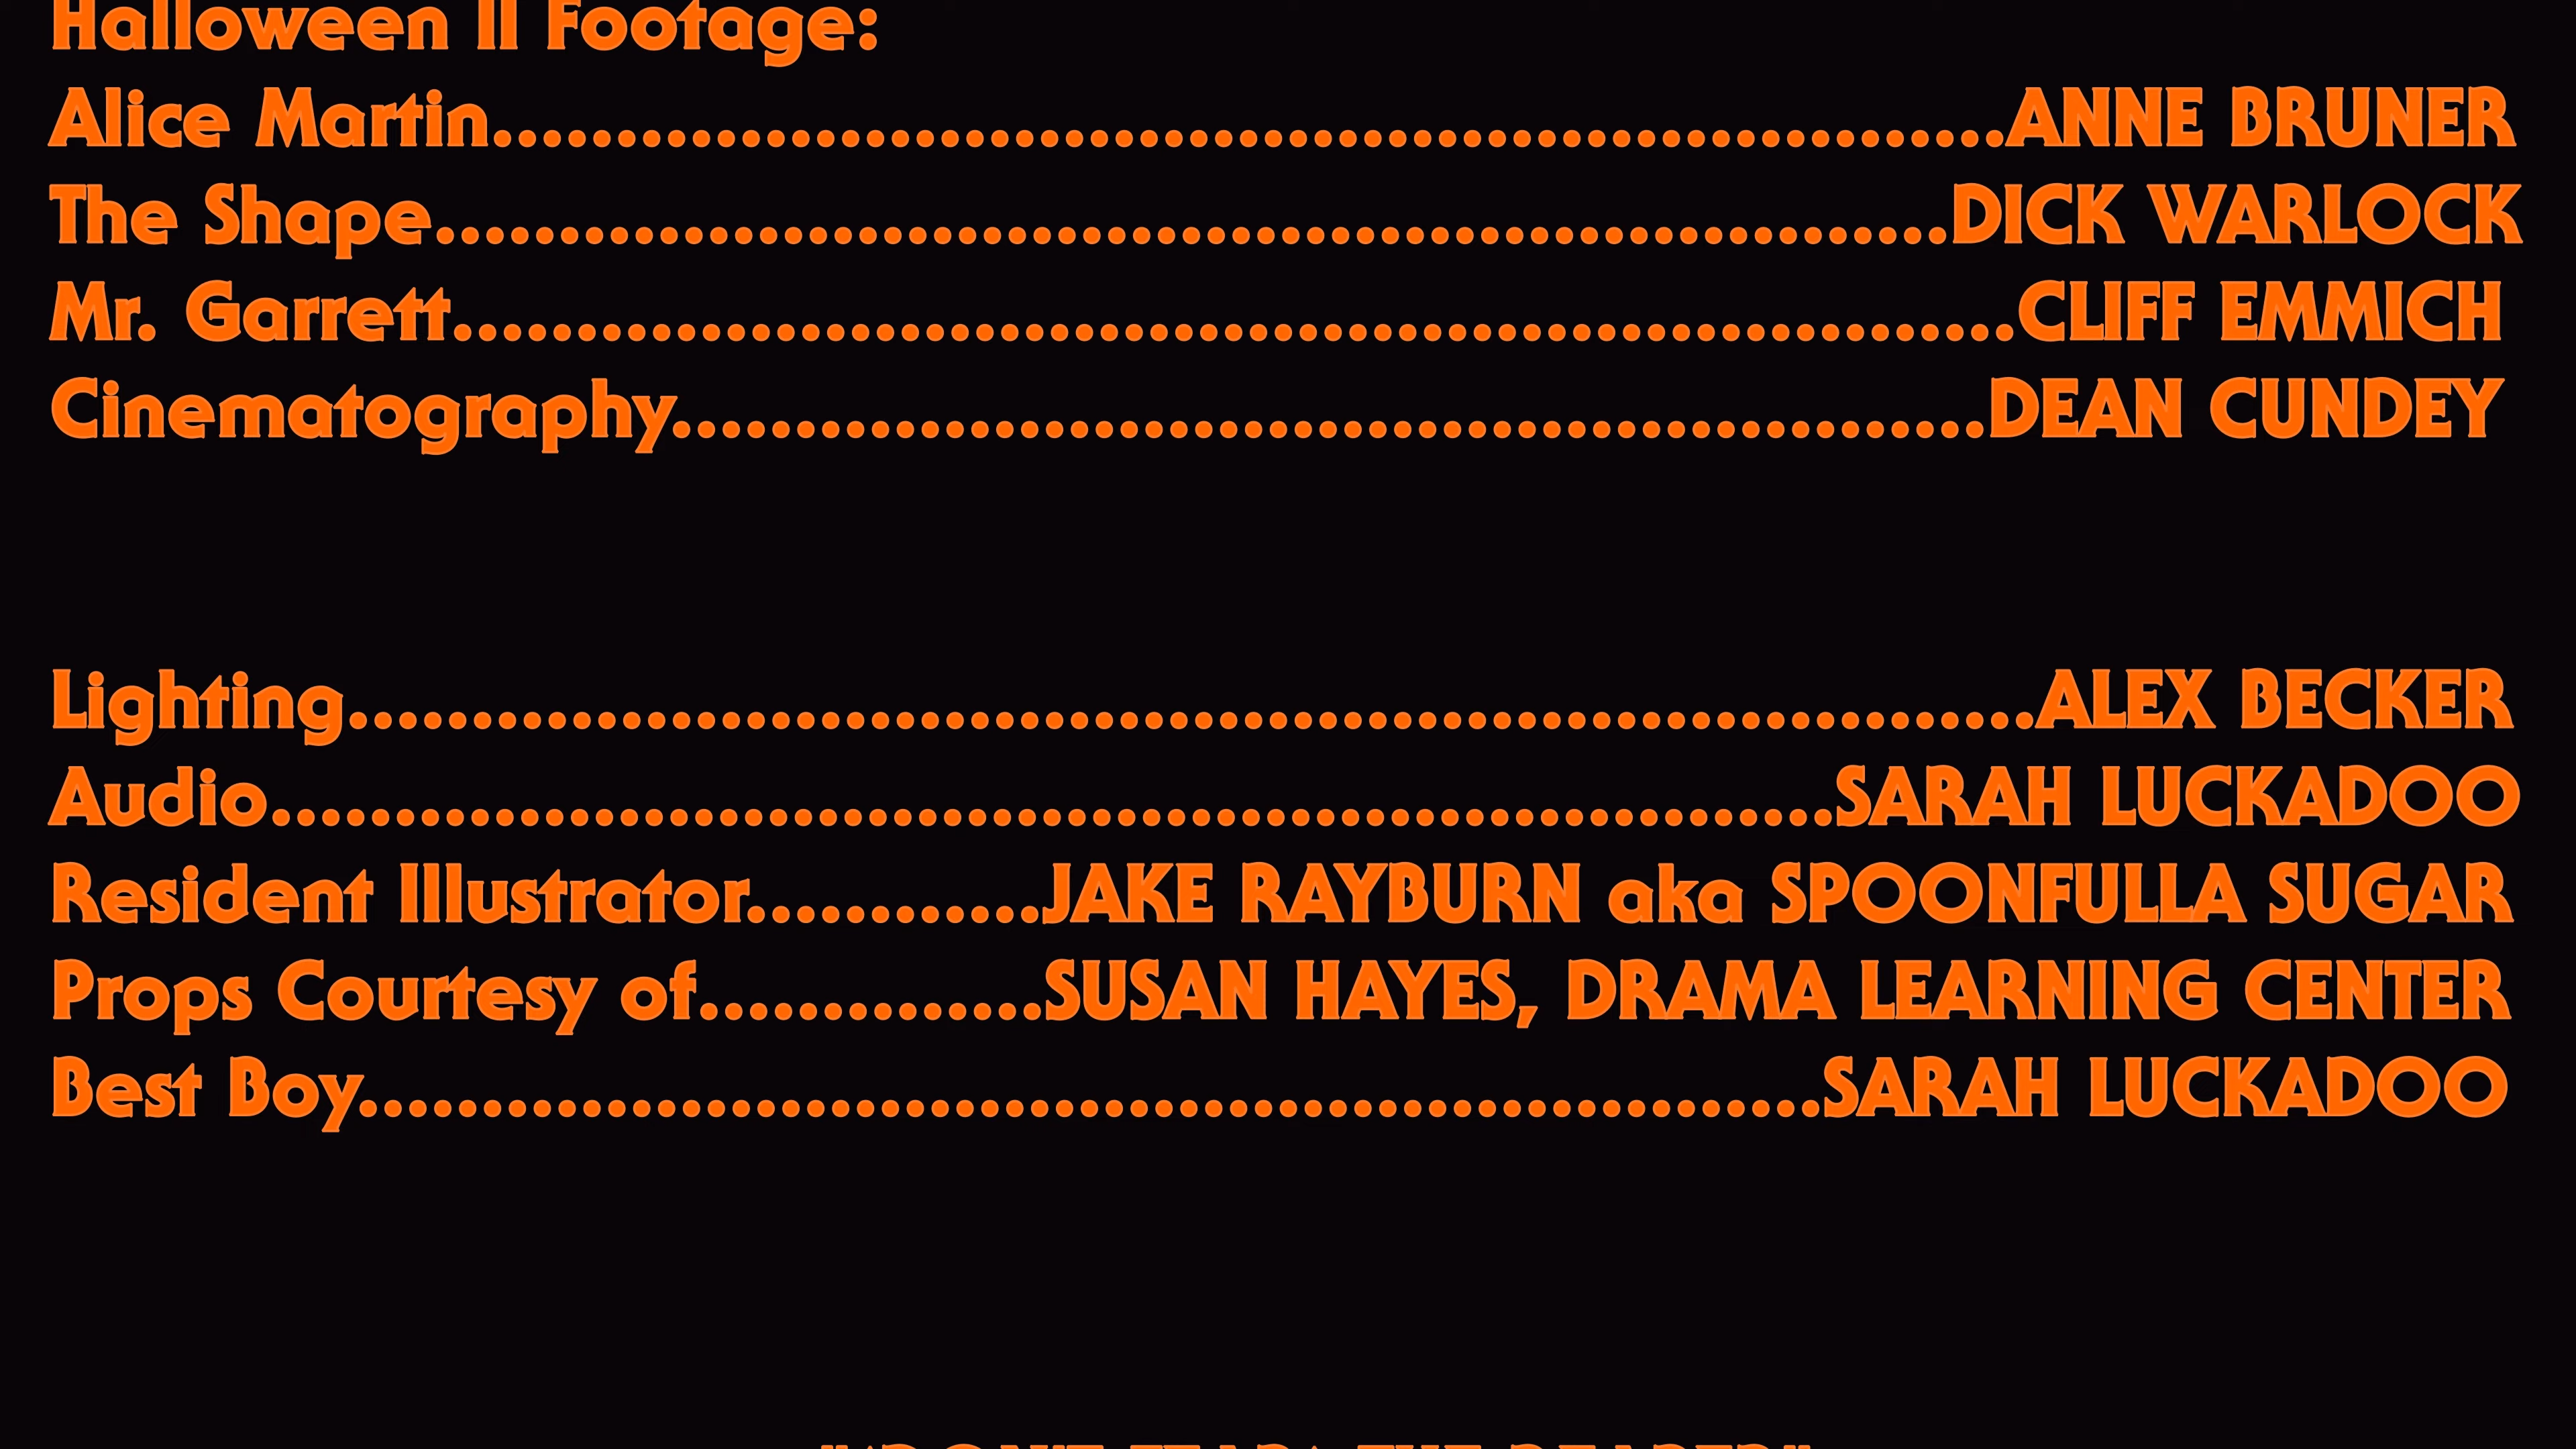 Halloween II Footage:
Alice Martin.............................................................ANNE BRUNER
The Shape.............................................................DICK WARLOCK
Mr. Garrett...............................................................CLIFF EMMICH
Cinematography.....................................................DEAN CUNDEY
Lighting....................................................................ALEX BECKER
Audio...............................................................SARAH LUCKADOO
Resident Illustrator............JAKE RAYBURN aka SPOONFULLA SUGAR
Props Courtesy of..............SUSAN HAYES, DRAMA LEARNING CENTER
Best Boy...........................................................SARAH LUCKADOO